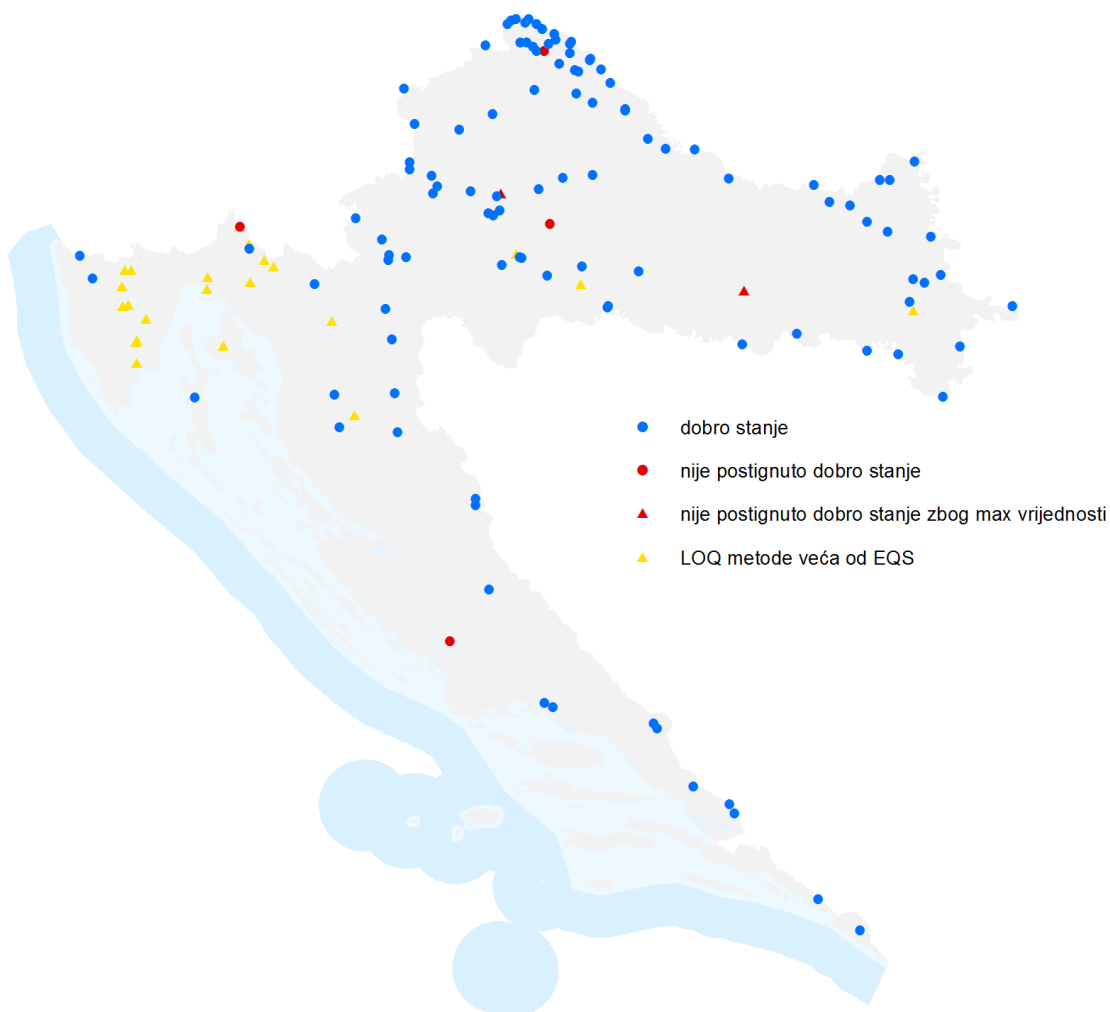 dobro stanje
nije postignuto dobro stanje
nije postignuto dobro stanje zbog max vrijednosti
LOQ metode veća od EQS